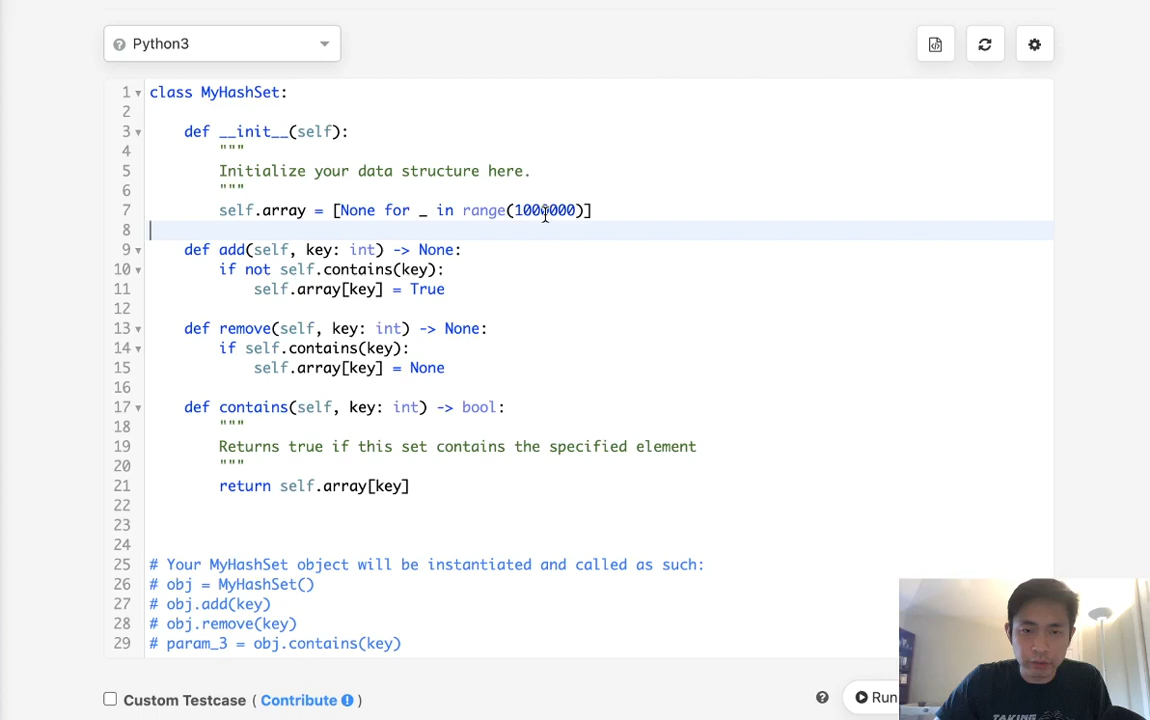 Python3
1 class MyHashSet:
2
3 def __init__(self):
4 """
5 Initialize your data structure here.
6 """
7 self.array = [None for _ in range(1000000)]
8
9 def add(self, key: int) -> None:
10 if not self.contains(key):
11 self.array[key] = True
12
13 def remove(self, key: int) -> None:
14 if self.contains(key):
15 self.array[key] = None
16
17 def contains(self, key: int) -> bool:
18 """
19 Returns true if this set contains the specified element
20 """
21 return self.array[key]
22
23
24
25 # Your MyHashSet object will be instantiated and called as such:
26 # obj = MyHashSet()
27 # obj.add(key)
28 # obj.remove(key)
29 # param_3 = obj.contains(key)
Custom Testcase ( Contribute ) Run
TAKING